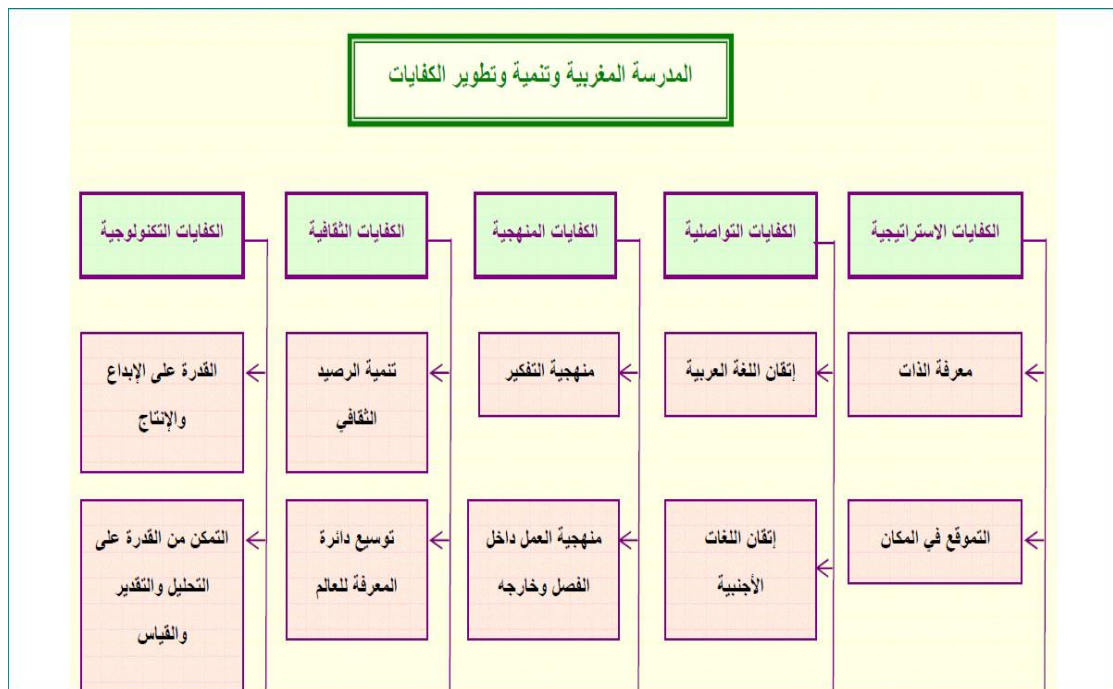 المدرسة المغربية وتنمية وتطوير الكفايات
الكفايات الاستراتيجية
الكفايات التواصلية
الكفايات المنهجية
الكفايات الثقافية
الكفايات التكنولوجية
معرفة الذات
إتقان اللغة العربية
منهجية التفكير
تنمية الرصيد
الثقافي
القدرة على الإبداع
والإنتاج
التموقع في المكان
إتقان اللغات
الأجنبية
منهجية العمل داخل
الفصل وخارجه
توسيع دائرة
المعرفة للعالم
التمكن من القدرة على
التحليل والتقدير
والقياس